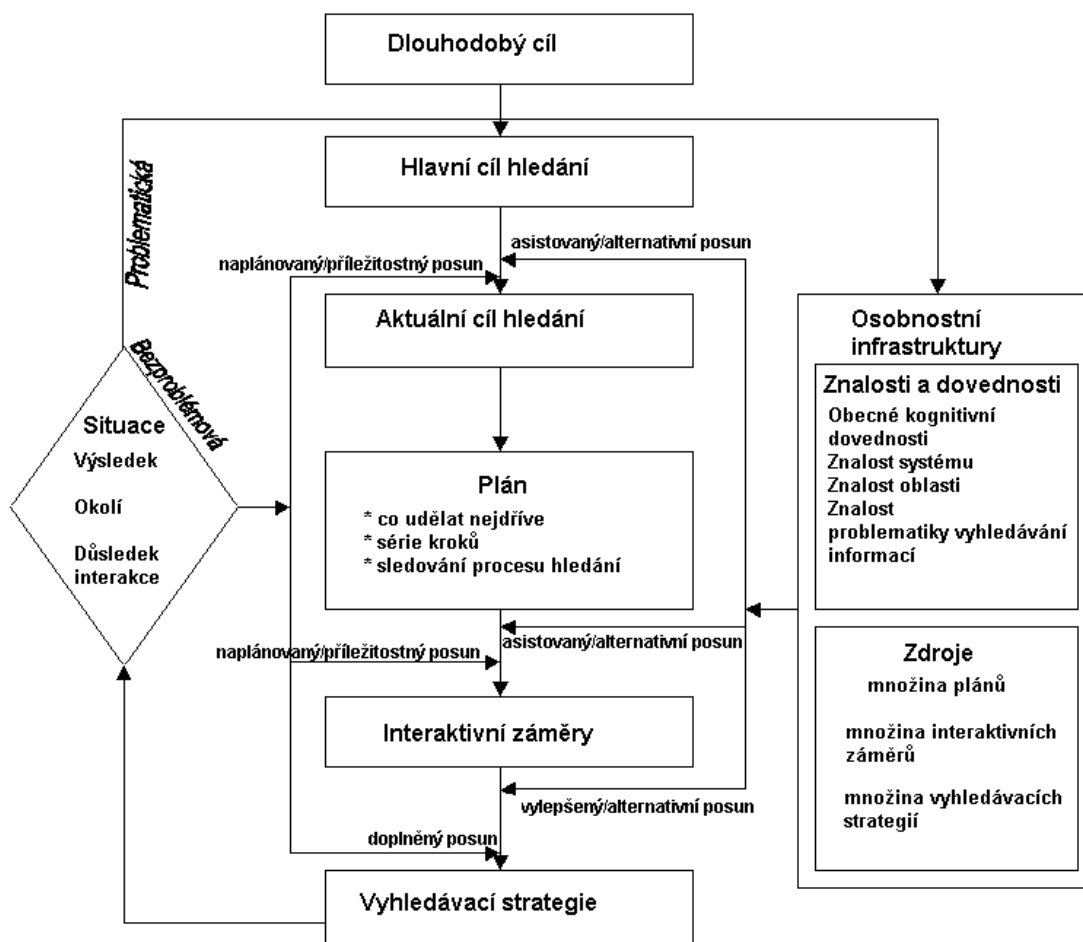 Dlouhodobý cíl
Hlavní cíl hledání
Problematická
asistovaný/alternativní posun
naplánovaný/příležitostný posun
Aktuální cíl hledání
Bezproblémová
Situace
Výsledek
Okolí
Důsledek
interakce
Plán
* co udělat nejdříve
* série kroků
* sledování procesu hledání
asistovaný/alternativní posun
naplánovaný/příležitostný posun
Interaktivní záměry
vylepšený/alternativní posun
doplněný posun
Vyhledávací strategie
Osobnostní
infrastruktury
Znalosti a dovednosti
Obecné kognitivní
dovednosti
Znalost systému
Znalost oblasti
Znalost
problematiky vyhledávání
informací
Zdroje
množina plánů
množina interaktivních
záměrů
množina vyhledávacích
strategií